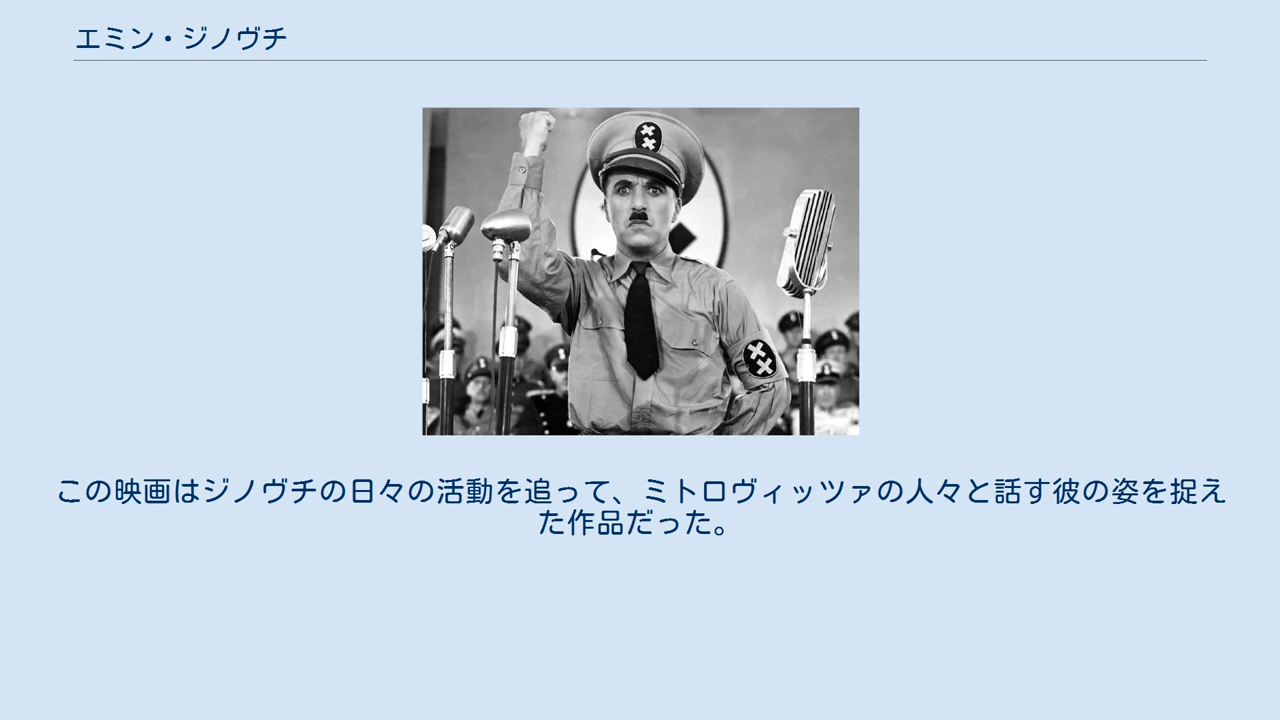 エミン・ジノヴチ
この映画はジノヴチの日々の活動を追って、ミトロヴィッツァの人々と話す彼の姿を捉え
た作品だった。